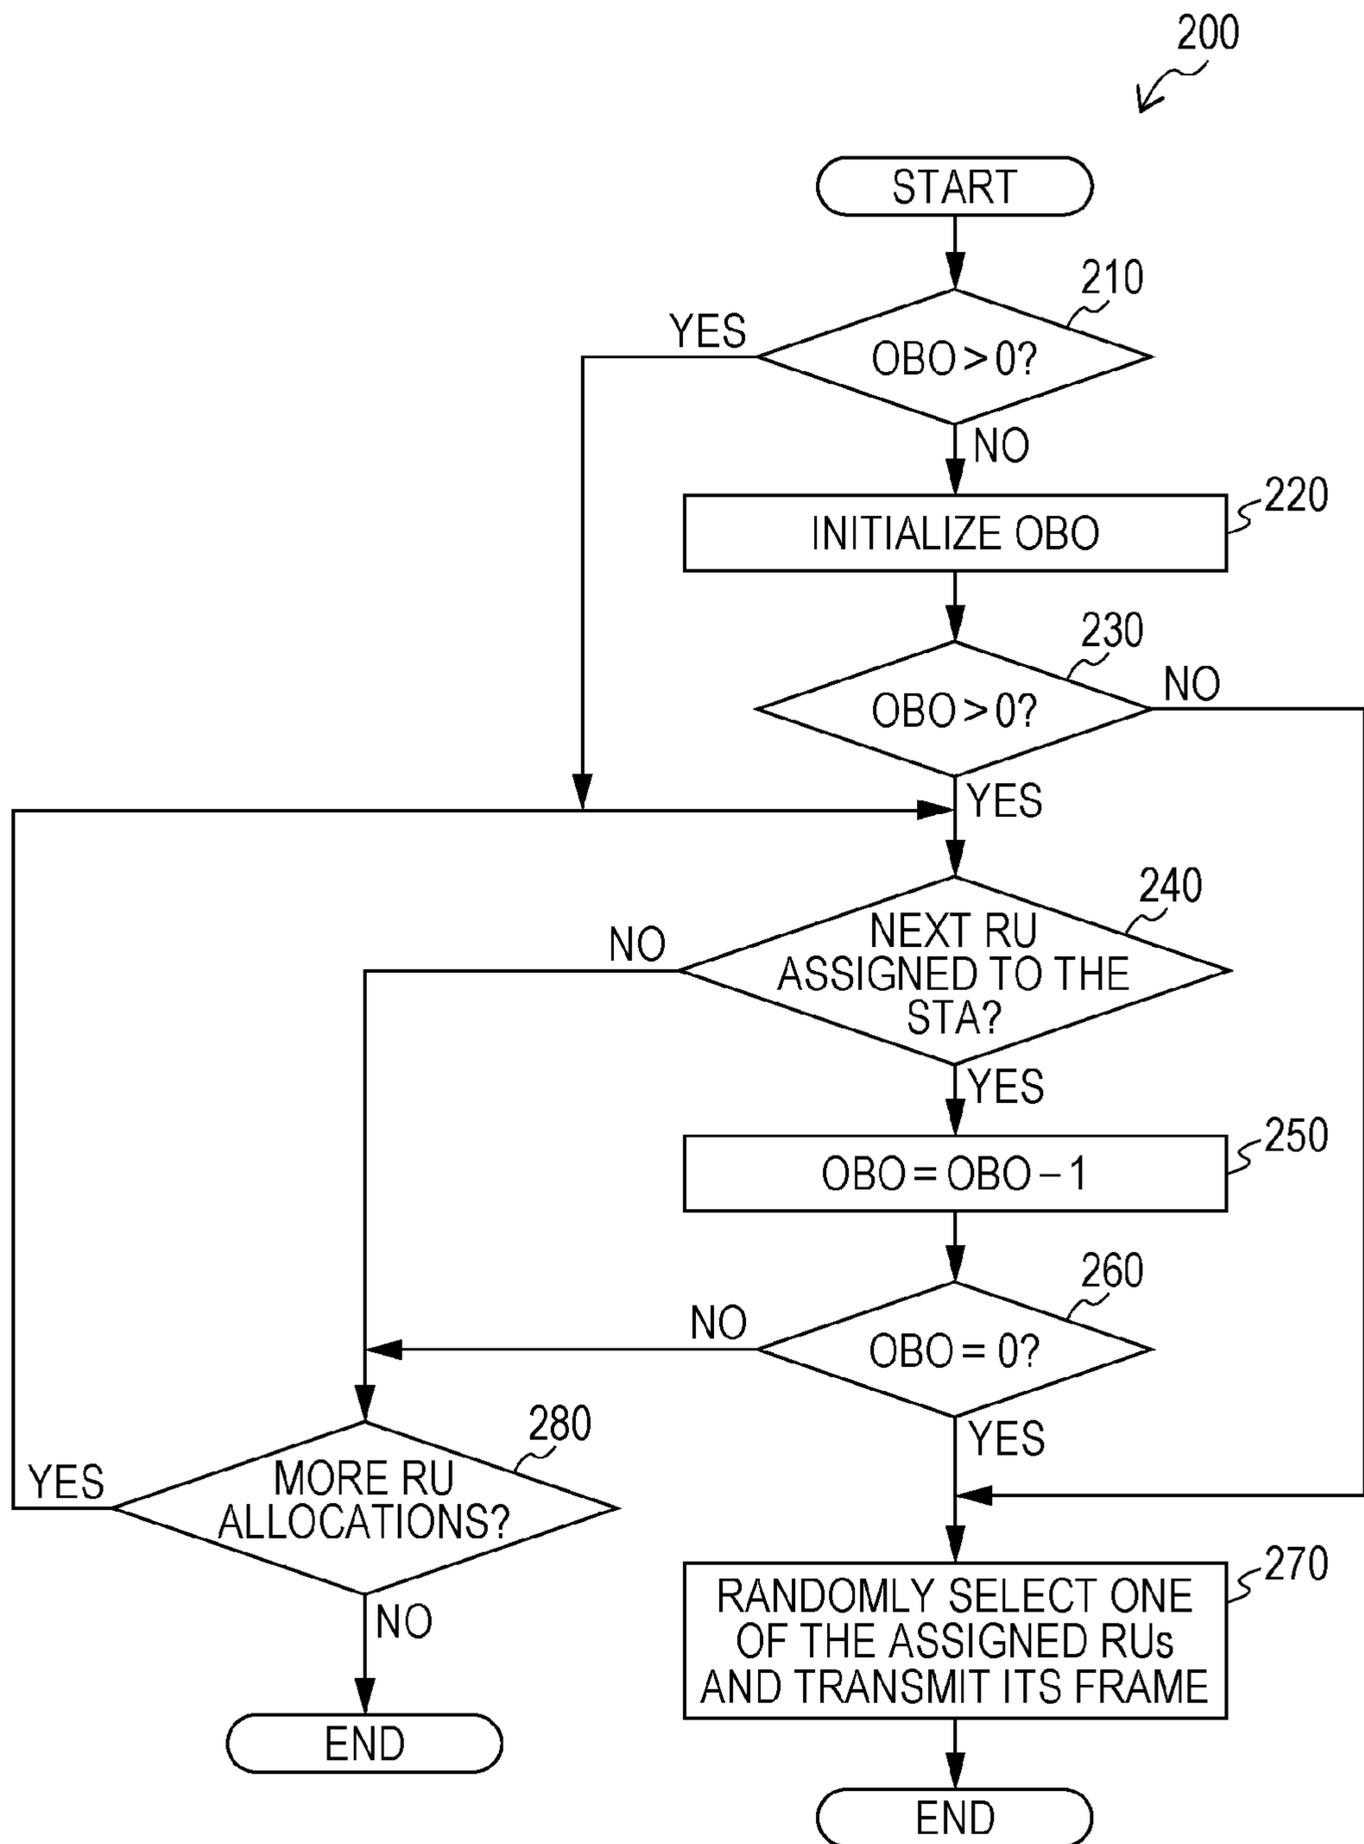 200
START
210
YES
OBO > 0?
NO
220
INITIALIZE OBO
230
NO
OBO > 0?
YES
240
NO
NEXT RU
ASSIGNED TO THE
STA?
YES
250
OBO = OBO – 1
260
NO
OBO = 0?
YES
280
YES
MORE RU
ALLOCATIONS?
NO
END
270
RANDOMLY SELECT ONE
OF THE ASSIGNED RUs
AND TRANSMIT ITS FRAME
END